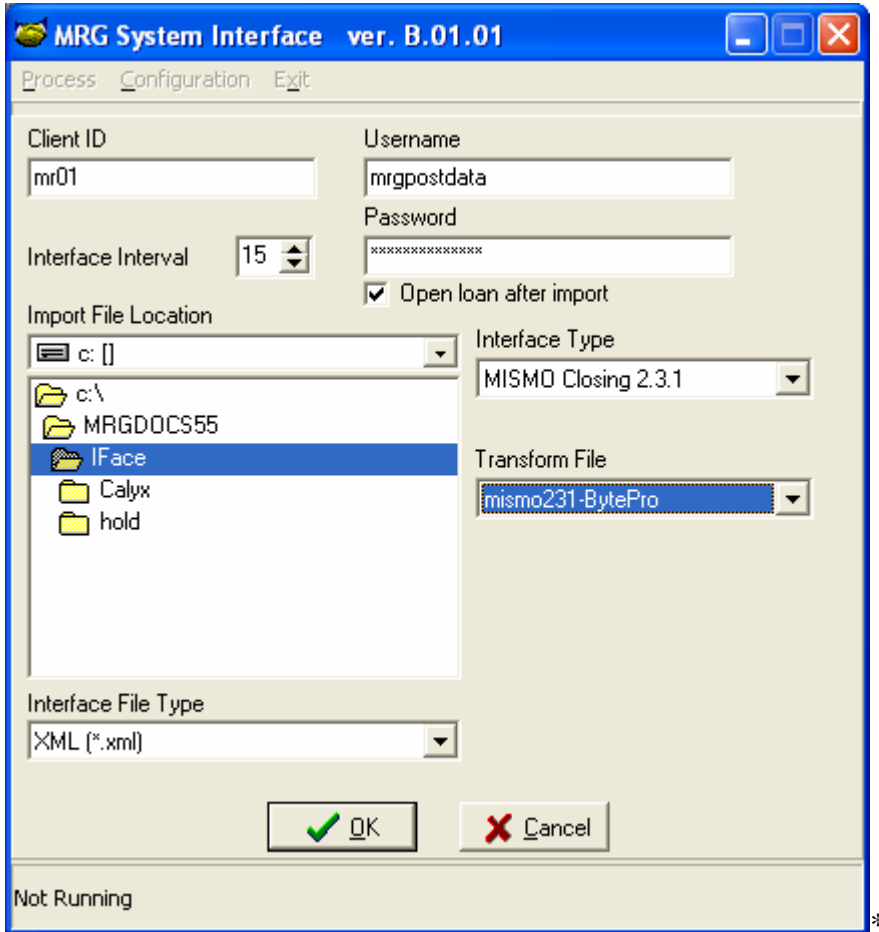 MRG System Interface ver. B.01.01
Process Configuration Exit
Client ID
Username
mr01
mrgpostdata
Password
Interface Interval
15
**************
Open loan after import
Import File Location
Interface Type
c: []
MISMO Closing 2.3.1
c:\
MRGDOCS55
IFace
Transform File
Calyx
mismo231-BytePro
hold
Interface File Type
XML (*.xml)
OK
Cancel
Not Running
*